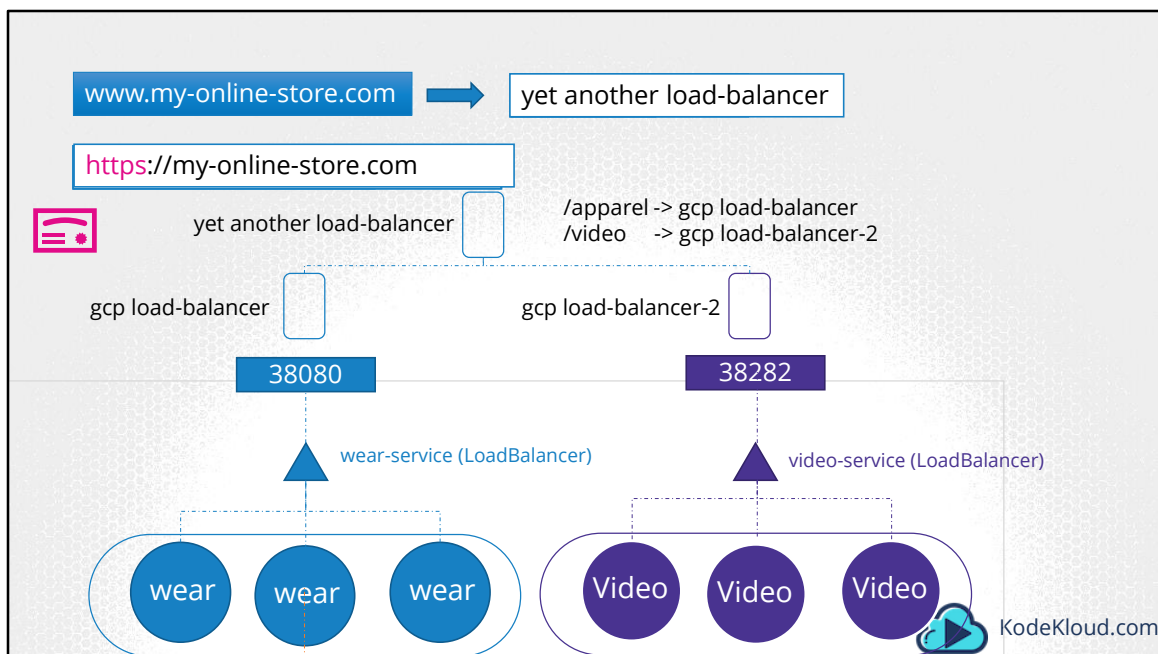 www.my-online-store.com
yet another load-balancer
https://my-online-store.com
yet another load-balancer
/apparel -> gcp load-balancer
/video -> gcp load-balancer-2
gcp load-balancer
gcp load-balancer-2
38080
38282
wear-service (LoadBalancer)
video-service (LoadBalancer)
wear
wear
wear
Video
Video
Video
KodeKloud.com